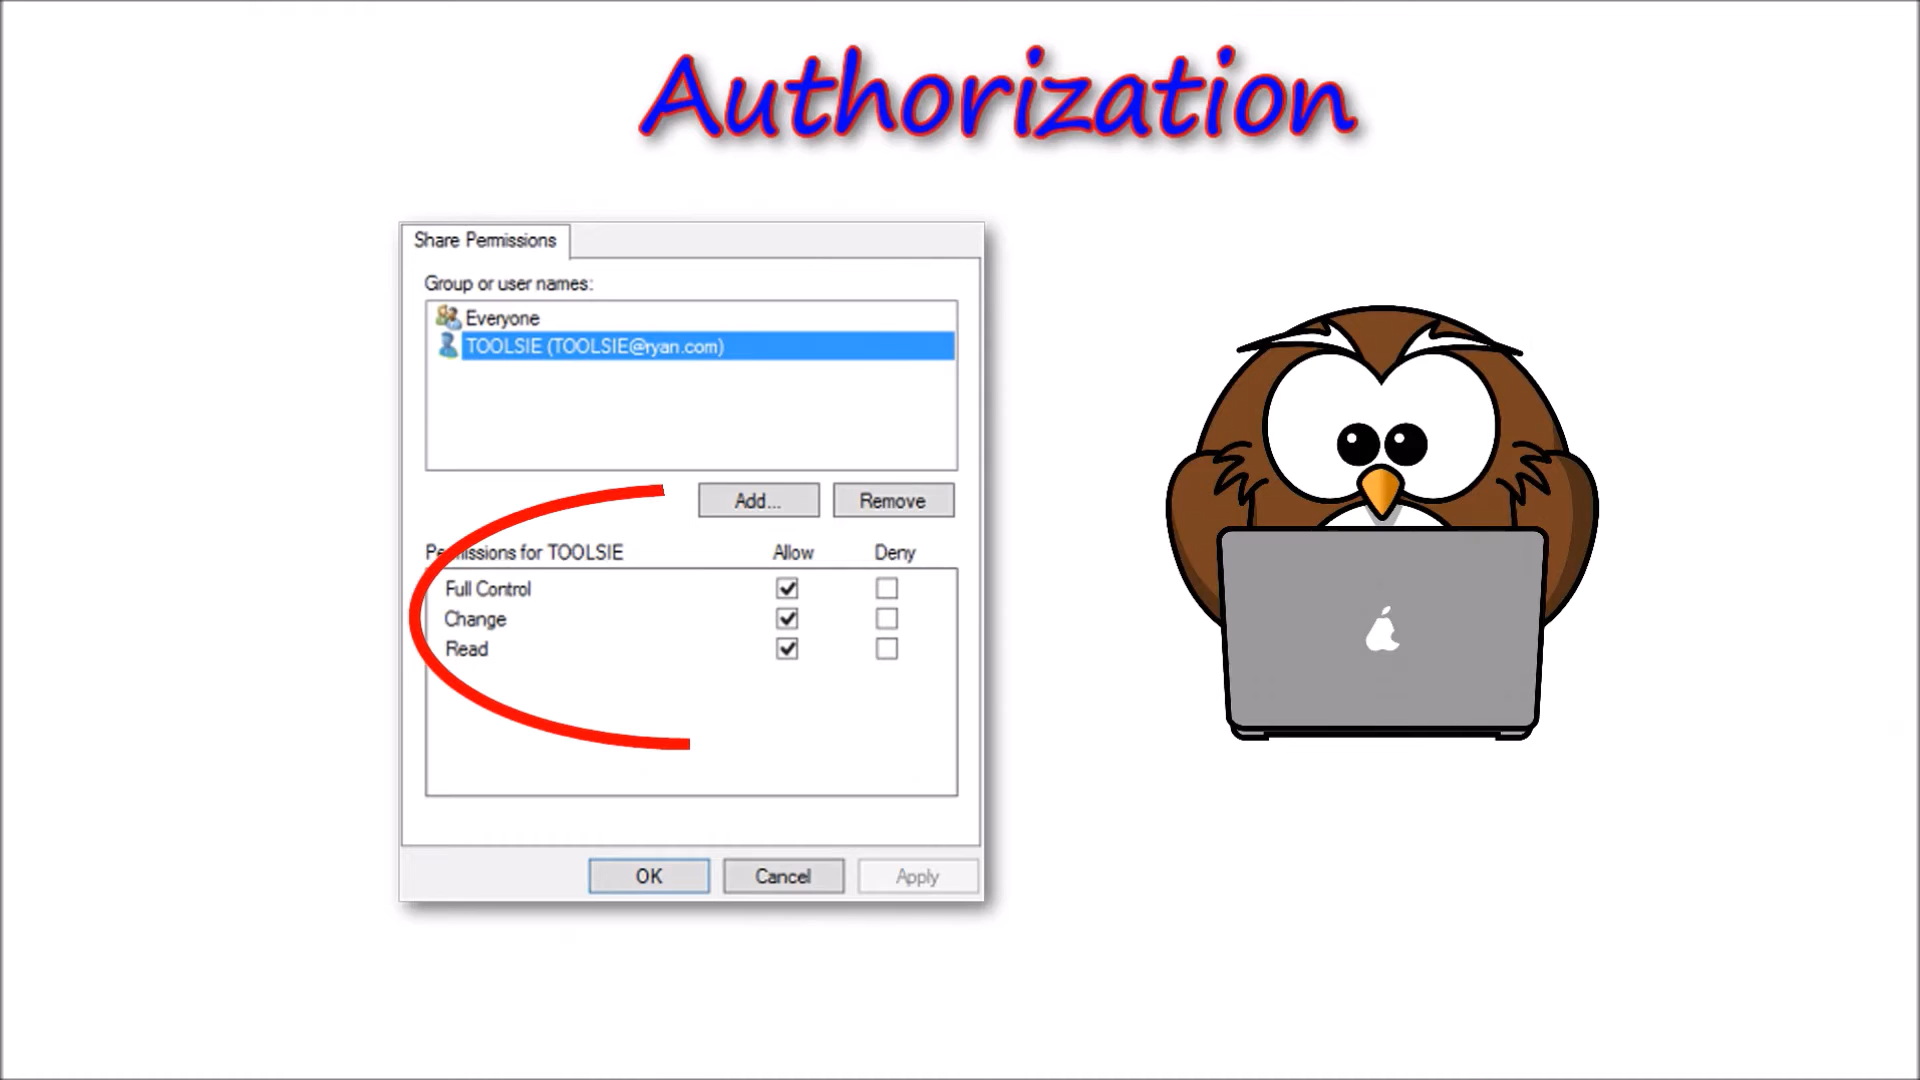 Authorization
Share Permissions
Group or user names:
Everyone
TOOLSIE (TOOLSIE@ryan.com)
Add... Remove
Permissions for TOOLSIE Allow Deny
Full Control
Change
Read
OK Cancel Apply